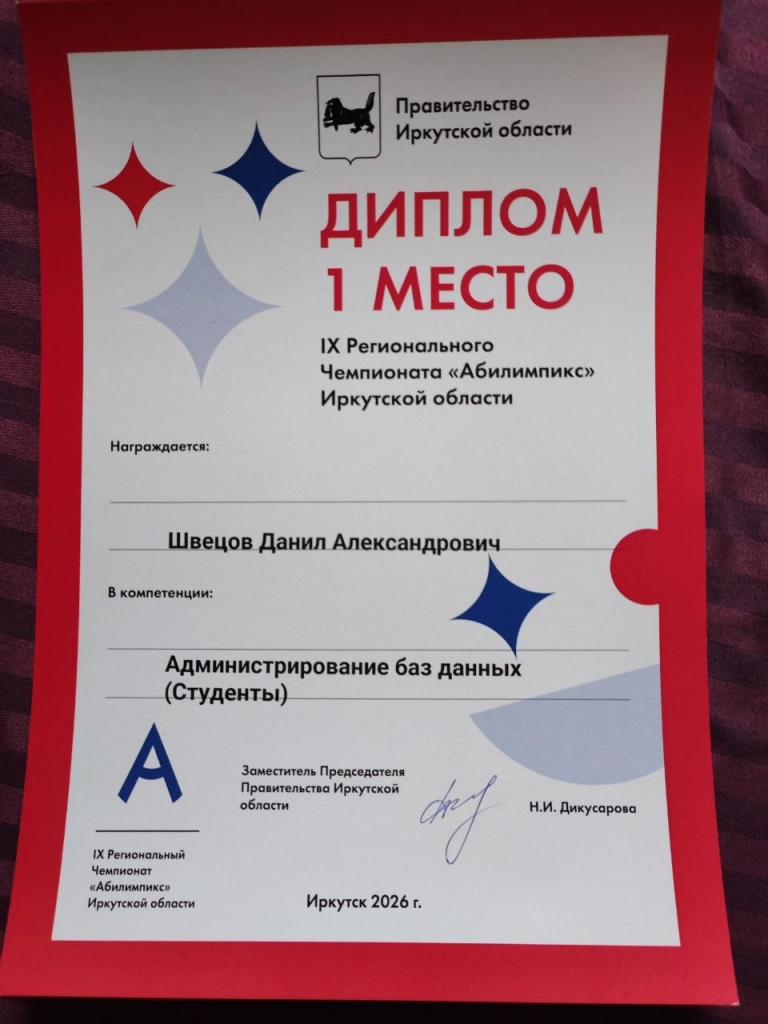 Правительство
Иркутской области
ДИПЛОМ
1 МЕСТО
IX Регионального
Чемпионата «Абилимпикс»
Иркутской области
Награждается:
Швецов Данил Александрович
В компетенции:
Администрирование баз данных
(Студенты)
Заместитель Председателя
Правительства Иркутской
области
Н.И. Дикусарова
IX Региональный
Чемпионат
«Абилимпикс»
Иркутской области
Иркутск 2026 г.